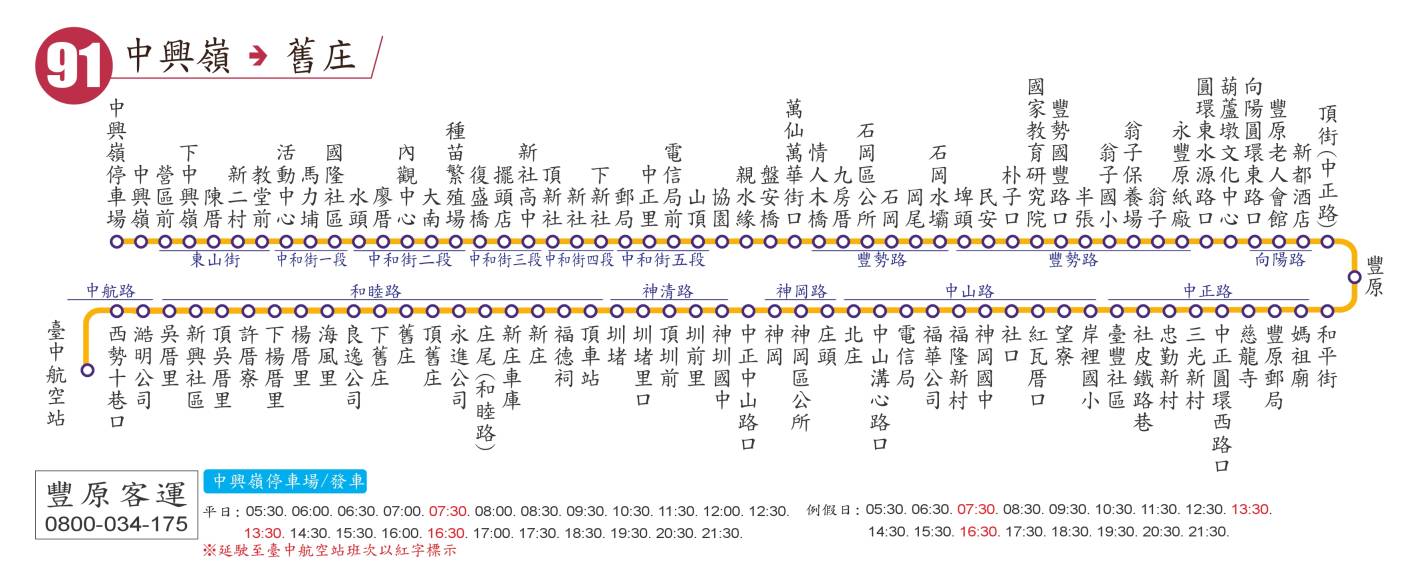 91 中興嶺 → 舊庄
中興嶺停車場
中興嶺
營區前
下中興嶺
陳厝
新二村
教堂前
活動中心
馬力埔
國隆社區
水頭
廖厝
內觀中心
大南
種苗繁殖場
復盛橋
擺頭店
新社高中
頂新社
新社
下新社
郵局
中正里
電信局前
山頂
協園
親水緣
盤安橋
萬仙萬華街口
情人木橋
九房厝
石岡區公所
石岡
岡尾
石岡水壩
埤頭
民安
朴子口
國家教育研究院
豐勢國豐路口
半張
翁子國小
翁子保養場
翁子
永豐原紙廠
圓環東水源路口
葫蘆墩文化中心
向陽圓環東路口
豐原老人會館
新都酒店
頂街(中正路)
東山街
中和街一段
中和街二段
中和街三段
中和街四段
中和街五段
豐勢路
豐勢路
向陽路
豐原
中航路
和睦路
神清路
神岡路
中山路
中正路
臺中航空站
西勢十巷口
澔明公司
吳厝里
新興社區
頂吳厝里
許厝寮
下楊厝里
楊厝里
海風里
良逸公司
下舊庄
舊庄
頂舊庄
永進公司
庄尾(和睦路)
新庄車庫
新庄
福德祠
頂車站
圳堵
圳堵里口
頂圳前
圳前里
神圳國中
中正中山路口
神岡
神岡區公所
庄頭
北庄
中山溝心路口
電信局
福華公司
福隆新村
神岡國中
社口
紅瓦厝口
望寮
岸裡國小
臺豐社區
社皮鐵路巷
忠勤新村
三光新村
中正圓環西路口
慈龍寺
豐原郵局
媽祖廟
和平街
豐原客運
0800-034-175
中興嶺停車場/發車
平日: 05:30. 06:00. 06:30. 07:00. 07:30. 08:00. 08:30. 09:30. 10:30. 11:30. 12:00. 12:30.
13:30. 14:30. 15:30. 16:00. 16:30. 17:00. 17:30. 18:30. 19:30. 20:30. 21:30.
※延駛至臺中航空站班次以紅字標示
例假日: 05:30. 06:30. 07:30. 08:30. 09:30. 10:30. 11:30. 12:30. 13:30.
14:30. 15:30. 16:30. 17:30. 18:30. 19:30. 20:30. 21:30.